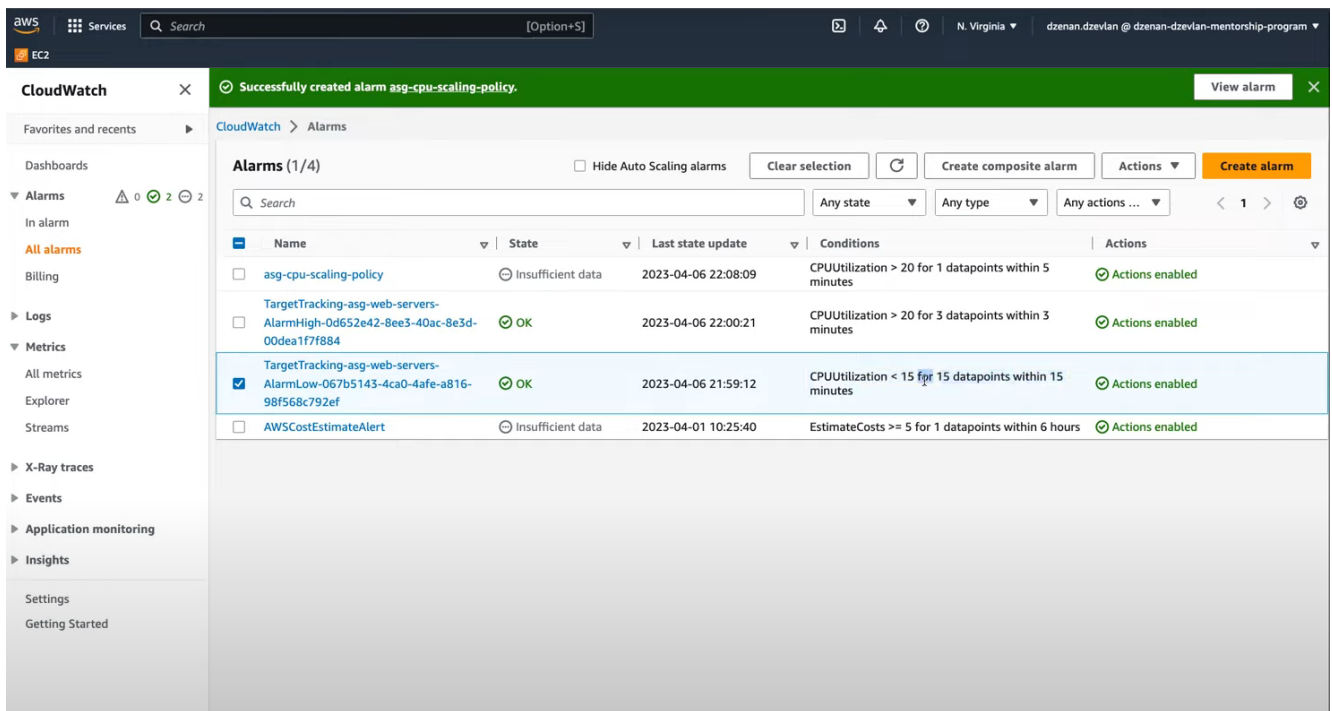 aws Services Search [Option+S] N. Virginia dzenan.dzevlan @ dzenan-dzevlan-mentorship-program
EC2
CloudWatch
Favorites and recents
Dashboards
Alarms 0 2 2
In alarm
All alarms
Billing
Logs
Metrics
All metrics
Explorer
Streams
X-Ray traces
Events
Application monitoring
Insights
Settings
Getting Started
Successfully created alarm asg-cpu-scaling-policy. View alarm
CloudWatch > Alarms
Alarms (1/4) Hide Auto Scaling alarms Clear selection Create composite alarm Actions Create alarm
Search Any state Any type Any actions ... 1
Name State Last state update Conditions Actions
asg-cpu-scaling-policy Insufficient data 2023-04-06 22:08:09 CPUUtilization > 20 for 1 datapoints within 5
minutes
Actions enabled
TargetTracking-asg-web-servers-
AlarmHigh-0d652e42-8ee3-40ac-8e3d-
00dea1f7f884
OK 2023-04-06 22:00:21 CPUUtilization > 20 for 3 datapoints within 3
minutes
Actions enabled
TargetTracking-asg-web-servers-
AlarmLow-067b5143-4ca0-4afe-a816-
98f568c792ef
OK 2023-04-06 21:59:12 CPUUtilization < 15 for 15 datapoints within 15
minutes
Actions enabled
AWSCostEstimateAlert Insufficient data 2023-04-01 10:25:40 EstimateCosts >= 5 for 1 datapoints within 6 hours Actions enabled